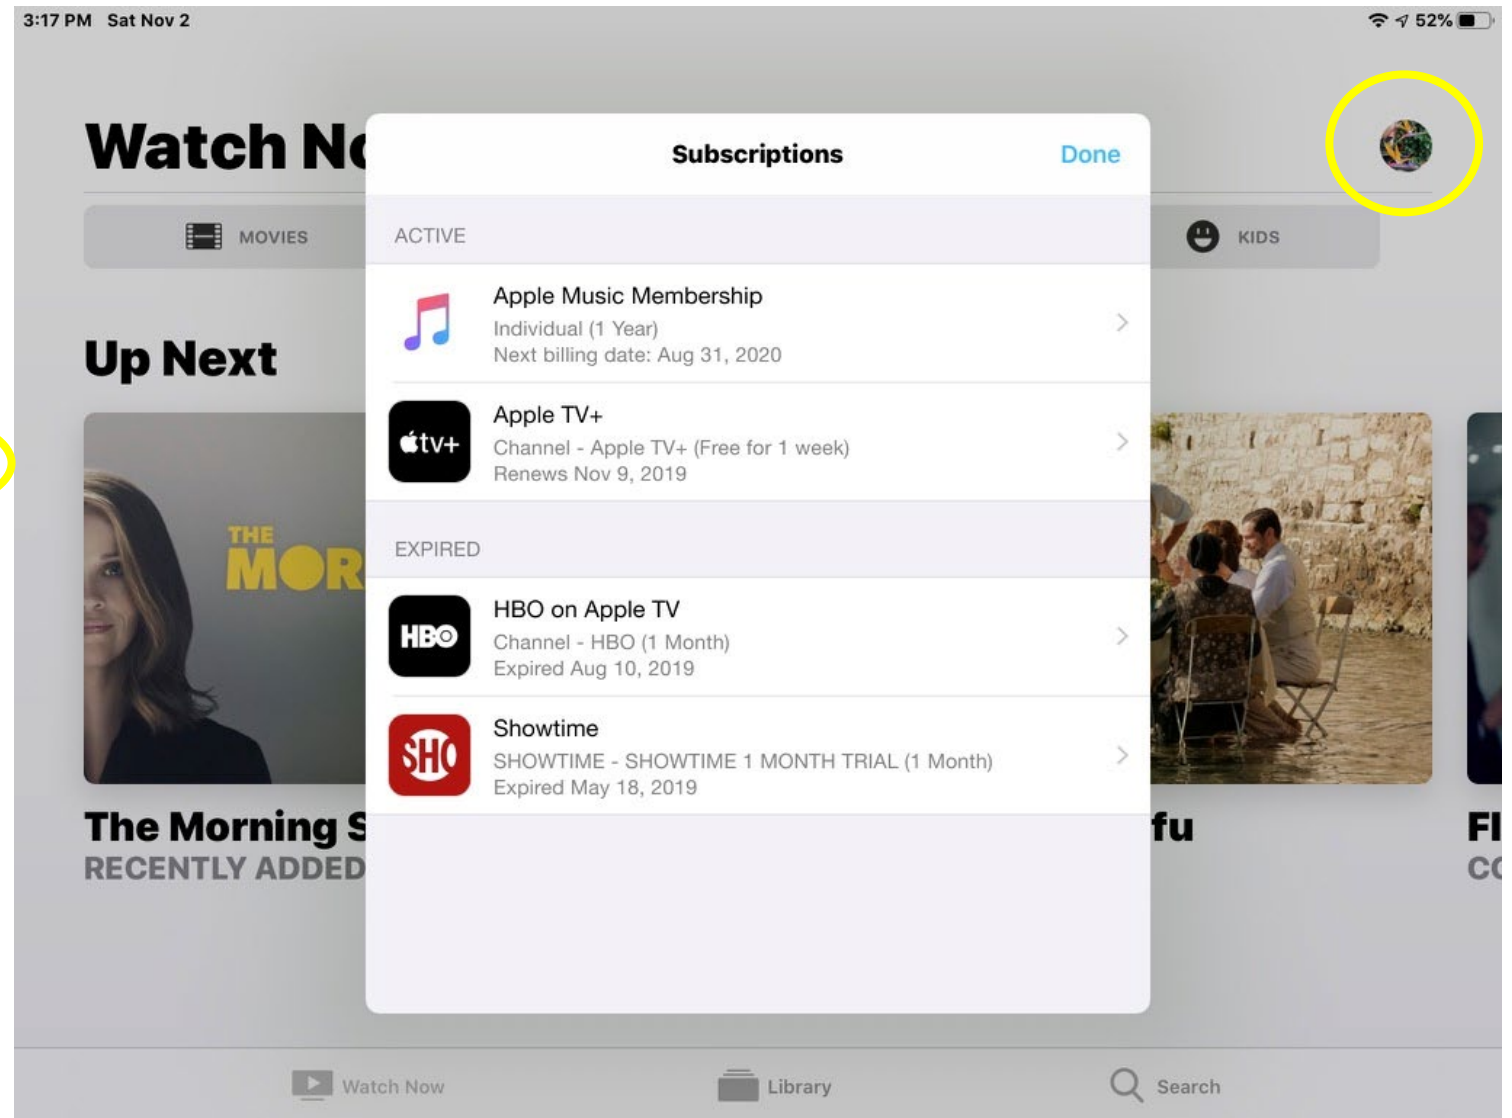 3:17 PM Sat Nov 2
52%
Watch No
Subscriptions
Done
MOVIES
KIDS
ACTIVE
Apple Music Membership
Individual (1 Year)
Next billing date: Aug 31, 2020
Up Next
tv+
Apple TV+
Channel - Apple TV+ (Free for 1 week)
Renews Nov 9, 2019
THE
MOR
EXPIRED
HBO
HBO on Apple TV
Channel - HBO (1 Month)
Expired Aug 10, 2019
SHO
Showtime
SHOWTIME - SHOWTIME 1 MONTH TRIAL (1 Month)
Expired May 18, 2019
The Morning S
RECENTLY ADDED
fu
Watch Now
Library
Search